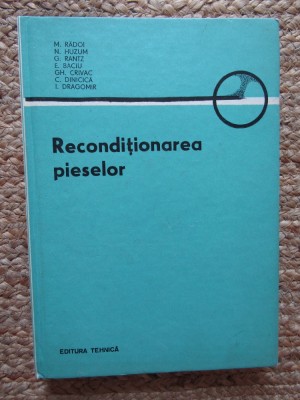 M. RĂDOI
N. HUZUM
G. RANTZ
E. BACIU
GH. CRIVAC
C. DINICICĂ
I. DRAGOMIR
Recondiționarea
pieselor
EDITURA TEHNICĂ